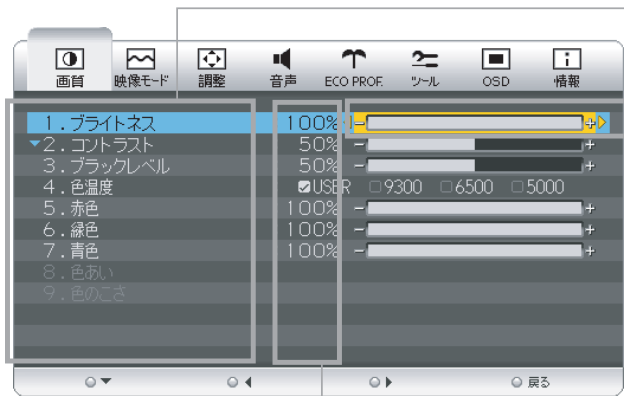 画質 映像モード 調整 音声 ECO PROF. ツール OSD 情報
1.ブライトネス 100% - +
2.コントラスト 50% - +
3.ブラックレベル 50% - +
4.色温度 USER 9300 6500 5000
5.赤色 100% - +
6.緑色 100% - +
7.青色 100% - +
8.色あい
9.色のこさ
戻る